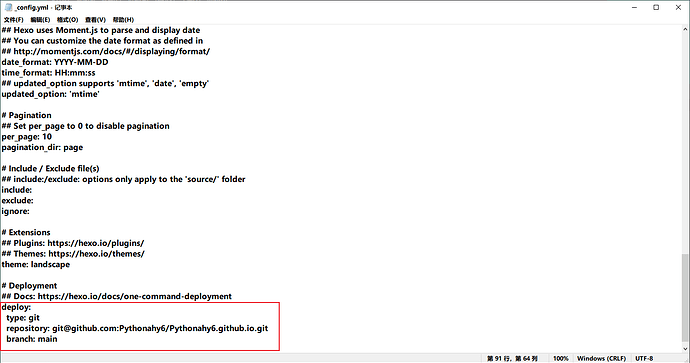 _config.yml - 记事本
文件(F) 编辑(E) 格式(O) 查看(V) 帮助(H)
## Hexo uses Moment.js to parse and display date
## You can customize the date format as defined in
## http://momentjs.com/docs/#/displaying/format/
date_format: YYYY-MM-DD
time_format: HH:mm:ss
## updated_option supports 'mtime', 'date', 'empty'
updated_option: 'mtime'
# Pagination
## Set per_page to 0 to disable pagination
per_page: 10
pagination_dir: page
# Include / Exclude file(s)
## include:/exclude: options only apply to the 'source/' folder
include:
exclude:
ignore:
# Extensions
## Plugins: https://hexo.io/plugins/
## Themes: https://hexo.io/themes/
theme: landscape
# Deployment
## Docs: https://hexo.io/docs/one-command-deployment
deploy:
type: git
repository: git@github.com:Pythonahy6/Pythonahy6.github.io.git
branch: main
第 91 行，第 64 列 100% Windows (CRLF) UTF-8